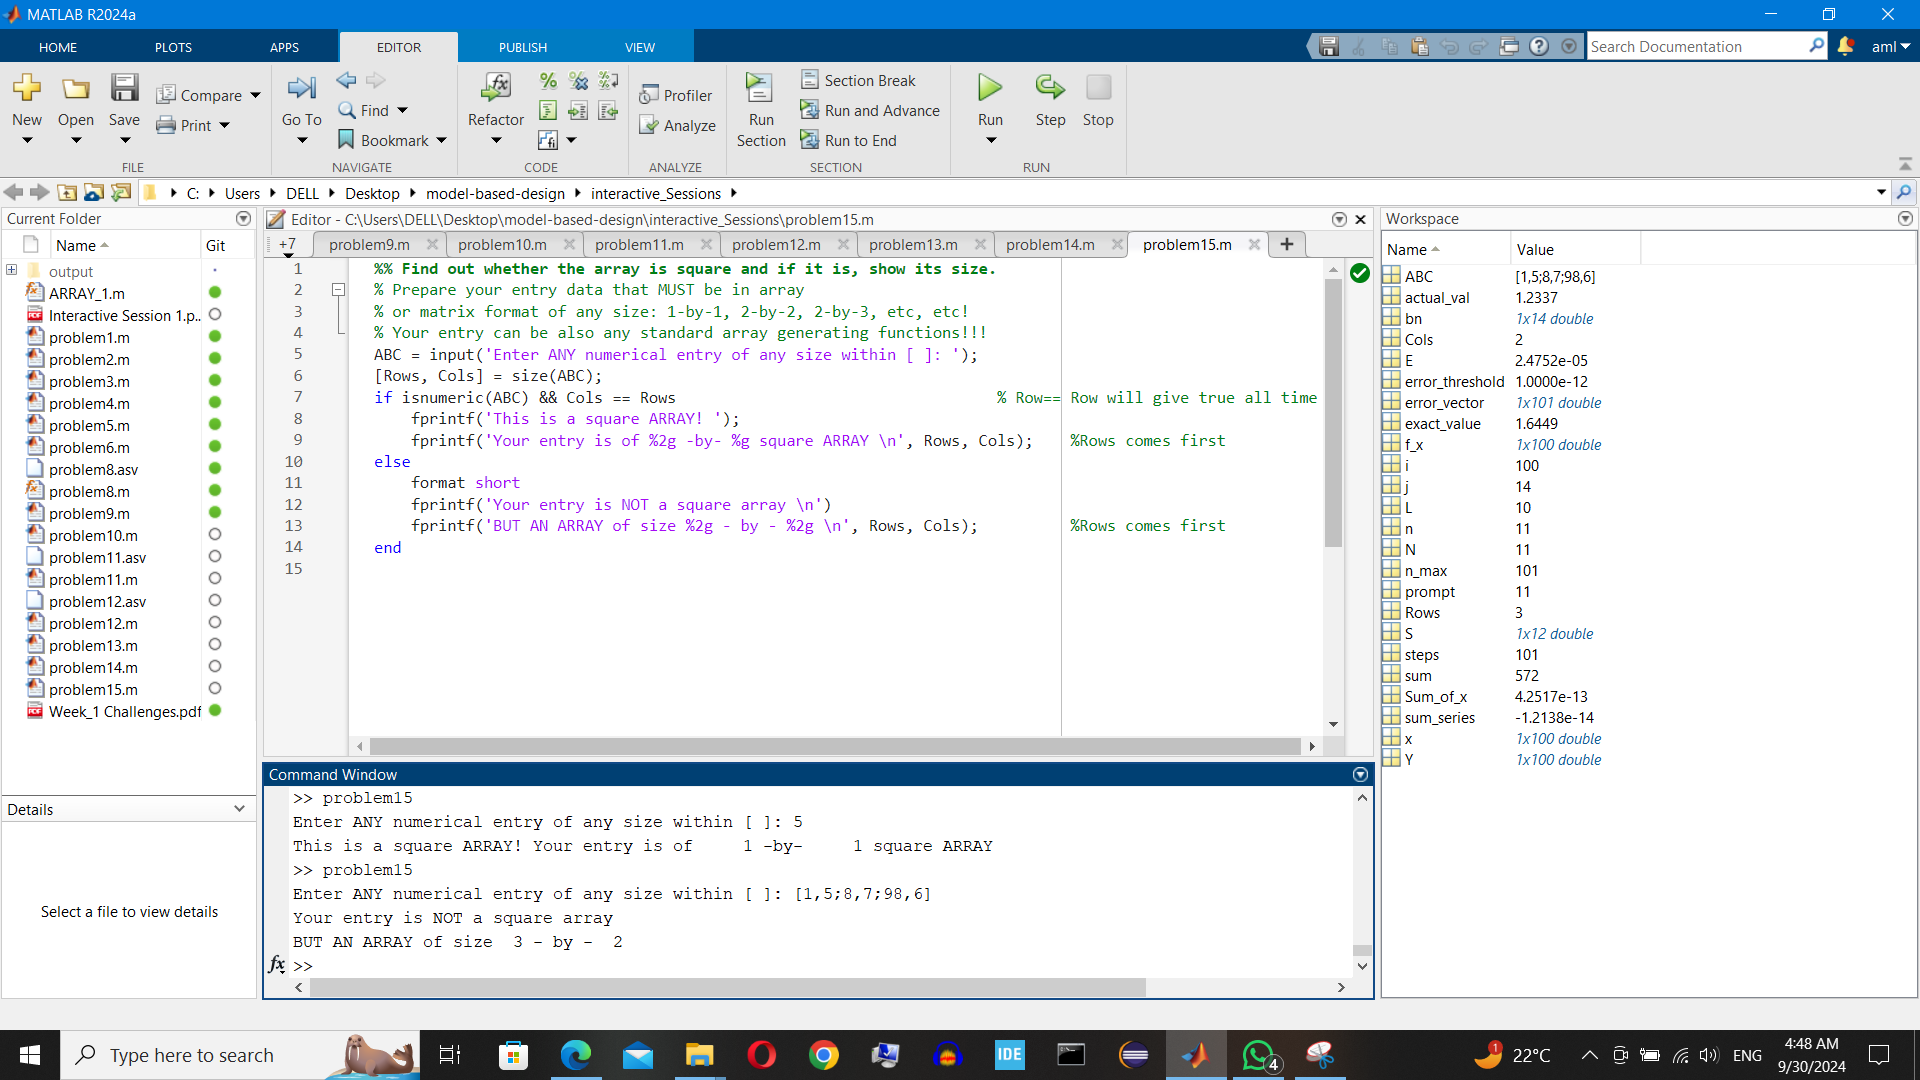 MATLAB R2024a
HOME PLOTS APPS EDITOR PUBLISH VIEW
Search Documentation
aml
New
Open
Save
Compare
Print
FILE
Go To
Find
Bookmark
NAVIGATE
Refactor
CODE
Profiler
Analyze
ANALYZE
Run Section
Section Break
Run and Advance
Run to End
SECTION
Run
Step
Stop
RUN
C: Users DELL Desktop model-based-design interactive_Sessions
Current Folder
Name Git
output
ARRAY_1.m
Interactive Session 1.p..
problem1.m
problem2.m
problem3.m
problem4.m
problem5.m
problem6.m
problem8.asv
problem8.m
problem9.m
problem10.m
problem11.asv
problem11.m
problem12.asv
problem12.m
problem13.m
problem14.m
problem15.m
Week_1 Challenges.pdf
Details
Select a file to view details
Editor - C:\Users\DELL\Desktop\model-based-design\interactive_Sessions\problem15.m
+7 problem9.m problem10.m problem11.m problem12.m problem13.m problem14.m problem15.m
1 %% Find out whether the array is square and if it is, show its size.
2 % Prepare your entry data that MUST be in array
3 % or matrix format of any size: 1-by-1, 2-by-2, 2-by-3, etc, etc!
4 % Your entry can be also any standard array generating functions!!!
5 ABC = input('Enter ANY numerical entry of any size within [ ]: ');
6 [Rows, Cols] = size(ABC);
7 if isnumeric(ABC) && Cols == Rows % Row== Row will give true all time
8 fprintf('This is a square ARRAY! ');
9 fprintf('Your entry is of %2g -by- %g square ARRAY \n', Rows, Cols); %Rows comes first
10 else
11 format short
12 fprintf('Your entry is NOT a square array \n')
13 fprintf('BUT AN ARRAY of size %2g - by - %2g \n', Rows, Cols); %Rows comes first
14 end
15
Command Window
>> problem15
Enter ANY numerical entry of any size within [ ]: 5
This is a square ARRAY! Your entry is of 1 -by- 1 square ARRAY
>> problem15
Enter ANY numerical entry of any size within [ ]: [1,5;8,7;98,6]
Your entry is NOT a square array
BUT AN ARRAY of size 3 - by - 2
fx >>
Workspace
Name Value
ABC [1,5;8,7;98,6]
actual_val 1.2337
bn 1x14 double
Cols 2
E 2.4752e-05
error_threshold 1.0000e-12
error_vector 1x101 double
exact_value 1.6449
f_x 1x100 double
i 100
j 14
L 10
n 11
N 11
n_max 101
prompt 11
Rows 3
S 1x12 double
steps 101
sum 572
Sum_of_x 4.2517e-13
sum_series -1.2138e-14
x 1x100 double
Y 1x100 double
Type here to search
IDE
4
1
22°C
ENG
4:48 AM
9/30/2024